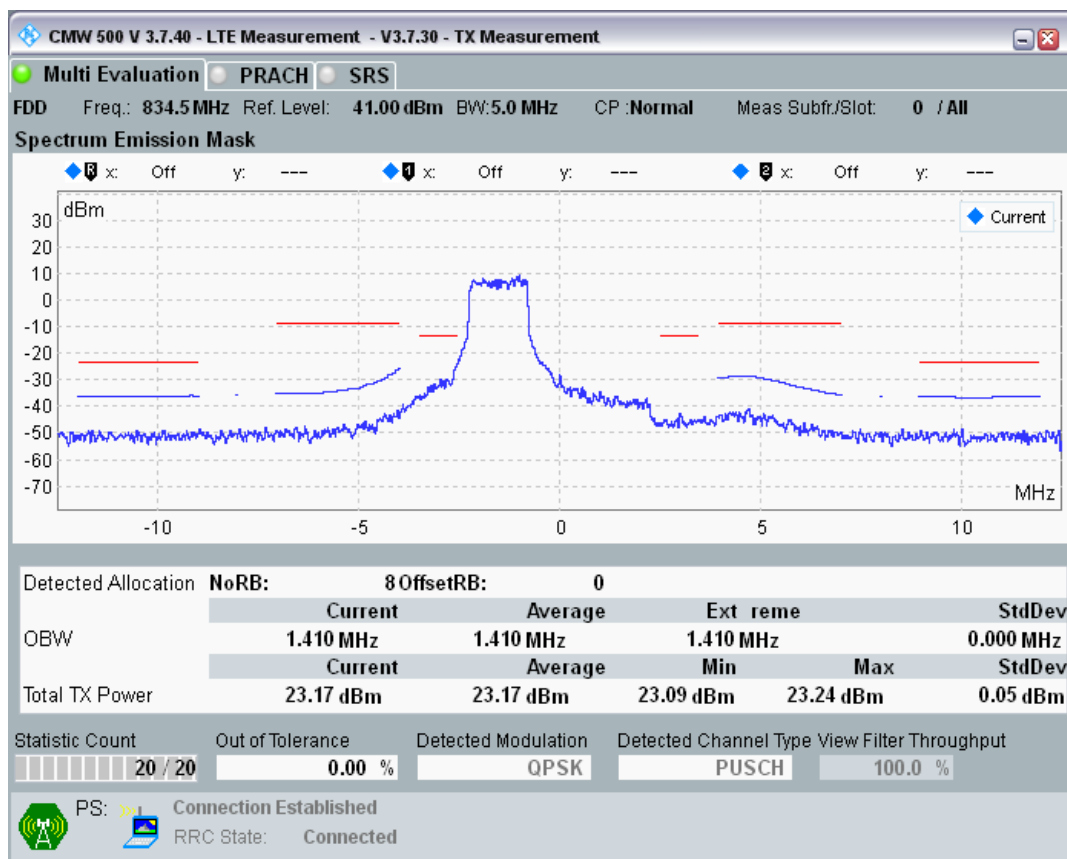 CMW 500 V 3.7.40 - LTE Measurement - V3.7.30 - TX Measurement
Multi Evaluation PRACH SRS
FDD Freq.: 834.5 MHz Ref. Level: 41.00 dBm BW:5.0 MHz CP :Normal Meas Subfr./Slot: 0 / All
Spectrum Emission Mask
R x: Off y: --- 1 x: Off y: --- 2 x: Off y: ---
dBm
Current
30
20
10
0
-10
-20
-30
-40
-50
-60
-70
MHz
-10 -5 0 5 10
Detected Allocation NoRB: 8 OffsetRB: 0
Current Average Ext reme StdDev
OBW 1.410 MHz 1.410 MHz 1.410 MHz 0.000 MHz
Current Average Min Max StdDev
Total TX Power 23.17 dBm 23.17 dBm 23.09 dBm 23.24 dBm 0.05 dBm
Statistic Count Out of Tolerance Detected Modulation Detected Channel Type View Filter Throughput
20 / 20 0.00 % QPSK PUSCH 100.0 %
PS: Connection Established
RRC State: Connected